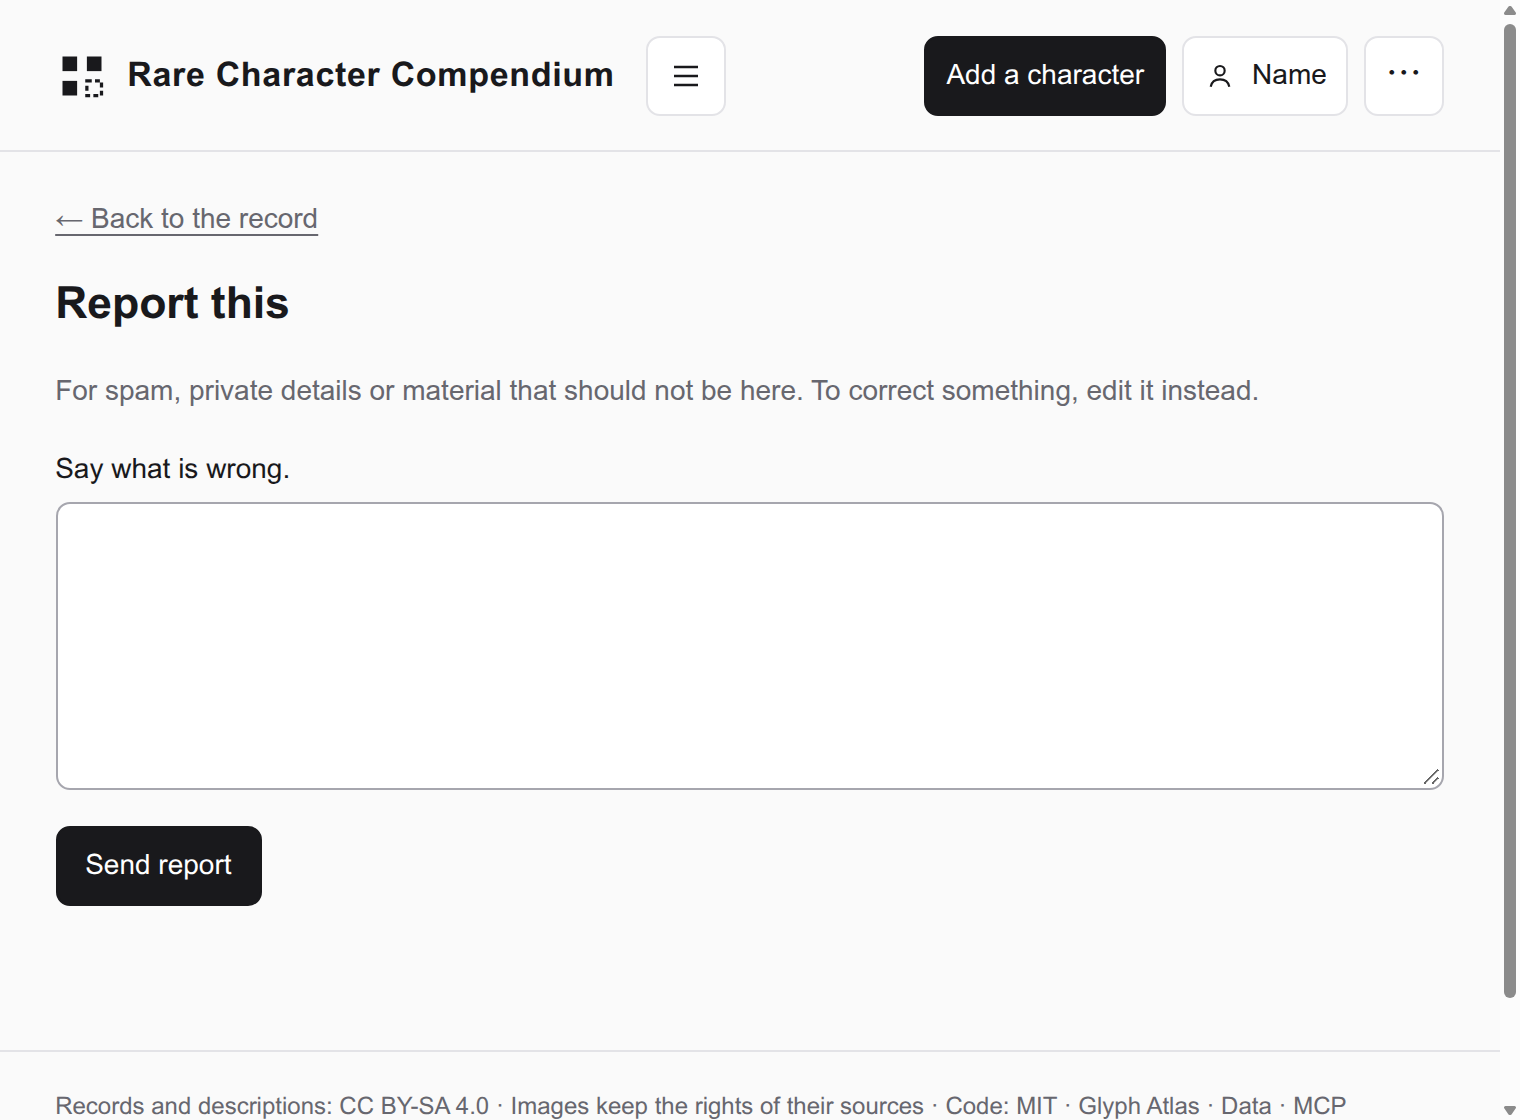 Rare Character Compendium
Add a character
Name
← Back to the record
Report this
For spam, private details or material that should not be here. To correct something, edit it instead.
Say what is wrong.
Send report
Records and descriptions: CC BY-SA 4.0 · Images keep the rights of their sources · Code: MIT · Glyph Atlas · Data · MCP